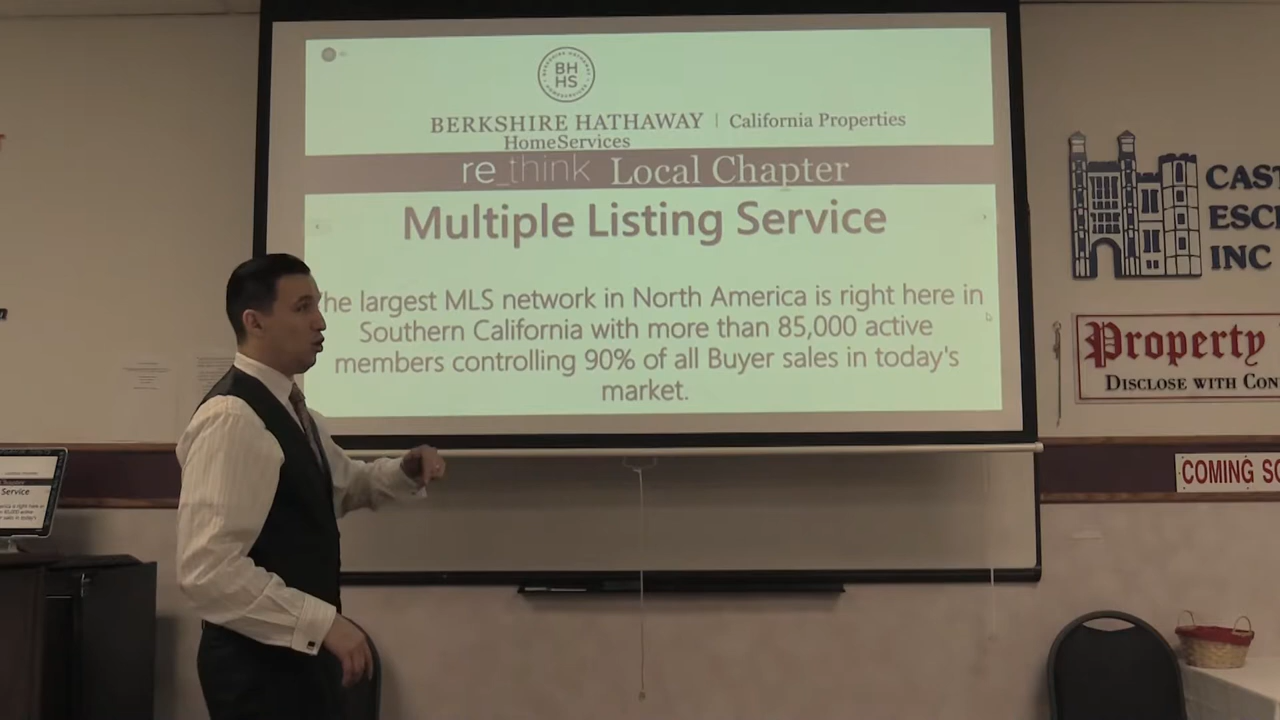 BH
HS
BERKSHIRE HATHAWAY | California Properties
HomeServices
re_think Local Chapter
Multiple Listing Service
he largest MLS network in North America is right here in
Southern California with more than 85,000 active
members controlling 90% of all Buyer sales in today's
market.
CAST
ESC
INC
Property
DISCLOSE WITH CON
COMING SO
Service